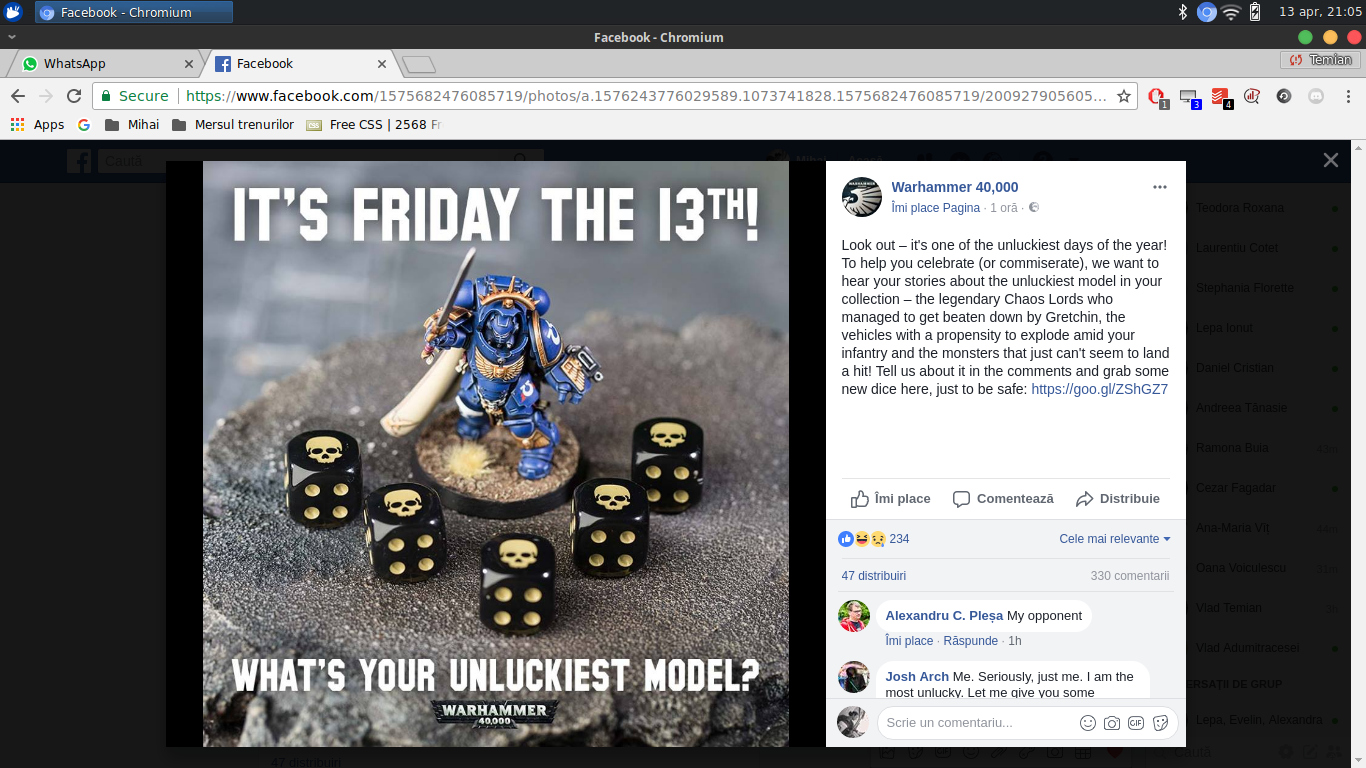 Facebook - Chromium
13 apr, 21:05
Facebook - Chromium
WhatsApp
Facebook
Temian
Secure
https://www.facebook.com/1575682476085719/photos/a.1576243776029589.1073741828.1575682476085719/200927905605...
1
3
4
Apps
Mihai
Mersul trenurilor
Free CSS | 2568 Fr
Caută
IT'S FRIDAY THE 13TH!
WHAT'S YOUR UNLUCKIEST MODEL?
WARHAMMER
40,000
Warhammer 40,000
Îmi place Pagina · 1 oră ·
Look out – it's one of the unluckiest days of the year!
To help you celebrate (or commiserate), we want to
hear your stories about the unluckiest model in your
collection – the legendary Chaos Lords who
managed to get beaten down by Gretchin, the
vehicles with a propensity to explode amid your
infantry and the monsters that just can't seem to land
a hit! Tell us about it in the comments and grab some
new dice here, just to be safe: https://goo.gl/ZShGZ7
Îmi place
Comentează
Distribuie
234
Cele mai relevante
47 distribuiri
330 comentarii
Alexandru C. Pleșa My opponent
Îmi place · Răspunde · 1h
Josh Arch Me. Seriously, just me. I am the
most unlucky. Let me give you some
Scrie un comentariu...
GIF
Teodora Roxana
Laurentiu Cotet
Stephania Florette
Lepa Ionut
Daniel Cristian
Andreea Tănasie
Ramona Buia
Cezar Fagadar
Ana-Maria Vit
Oana Voiculescu
Vlad Temian
Vlad Adumitracesei
ERSAȚII DE GRUP
Lepa, Evelin, Alexandra
Caută
47 distribuiri